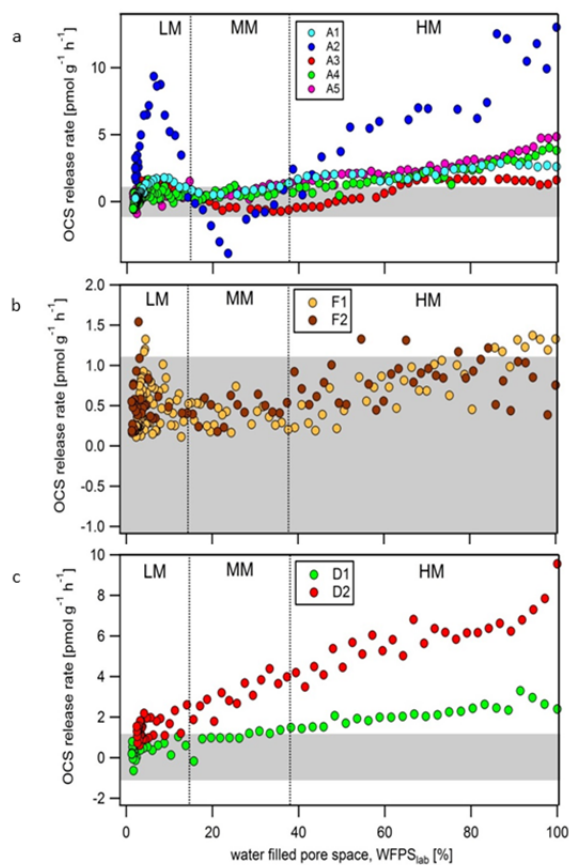 a
LM MM HM
A1
A2
A3
A4
A5
OCS release rate [pmol g⁻¹ h⁻¹]
10
5
0
b
LM MM HM
F1
F2
OCS release rate [pmol g⁻¹ h⁻¹]
2.0
1.5
1.0
0.5
0.0
-0.5
-1.0
c
LM MM HM
D1
D2
OCS release rate [pmol g⁻¹ h⁻¹]
10
8
6
4
2
0
-2
0 20 40 60 80 100
water filled pore space, WFPSlab [%]